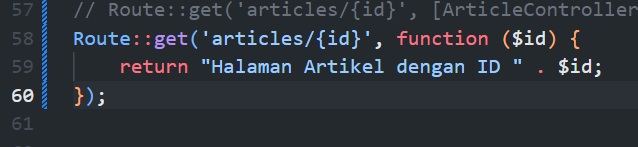 57 // Route::get('articles/{id}', [ArticleController
58 Route::get('articles/{id}', function ($id) {
59 return "Halaman Artikel dengan ID " . $id;
60 });
61